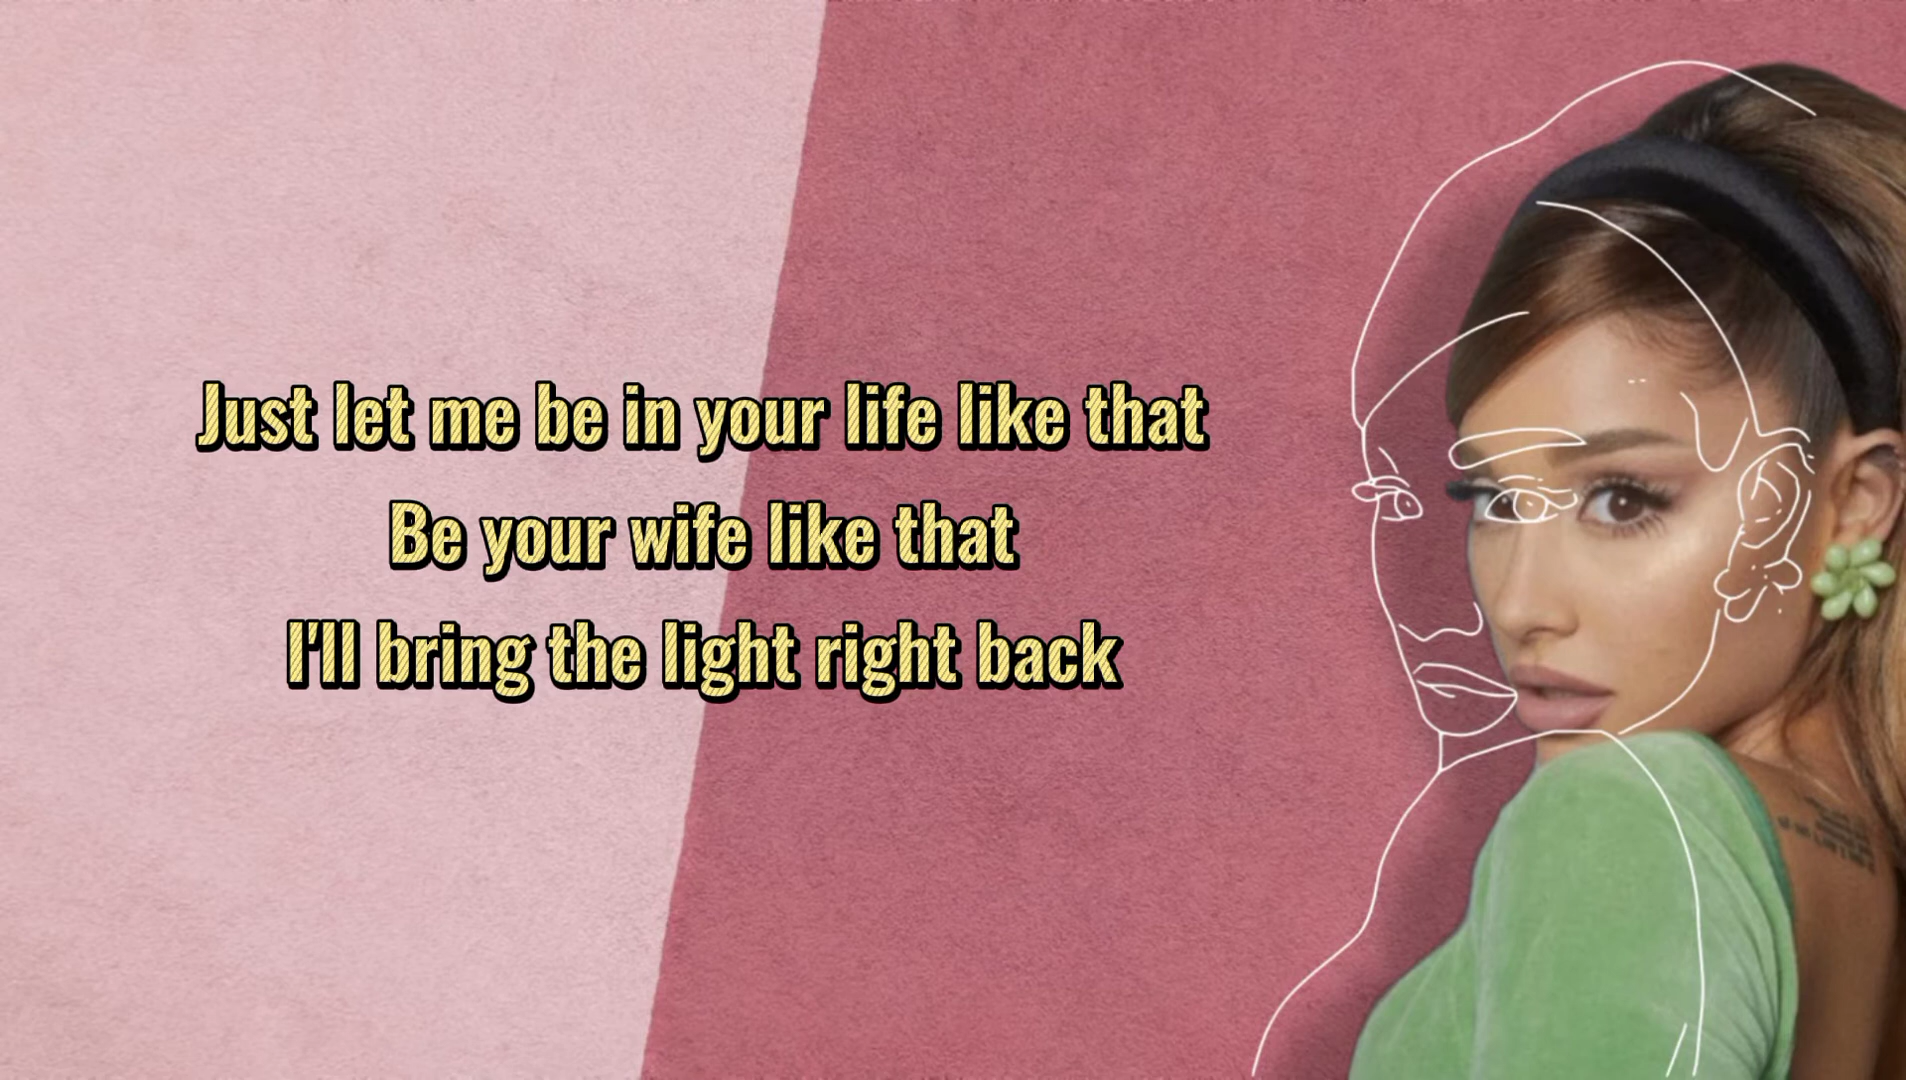 Just let me be in your life like that
Be your wife like that
I'll bring the light right back